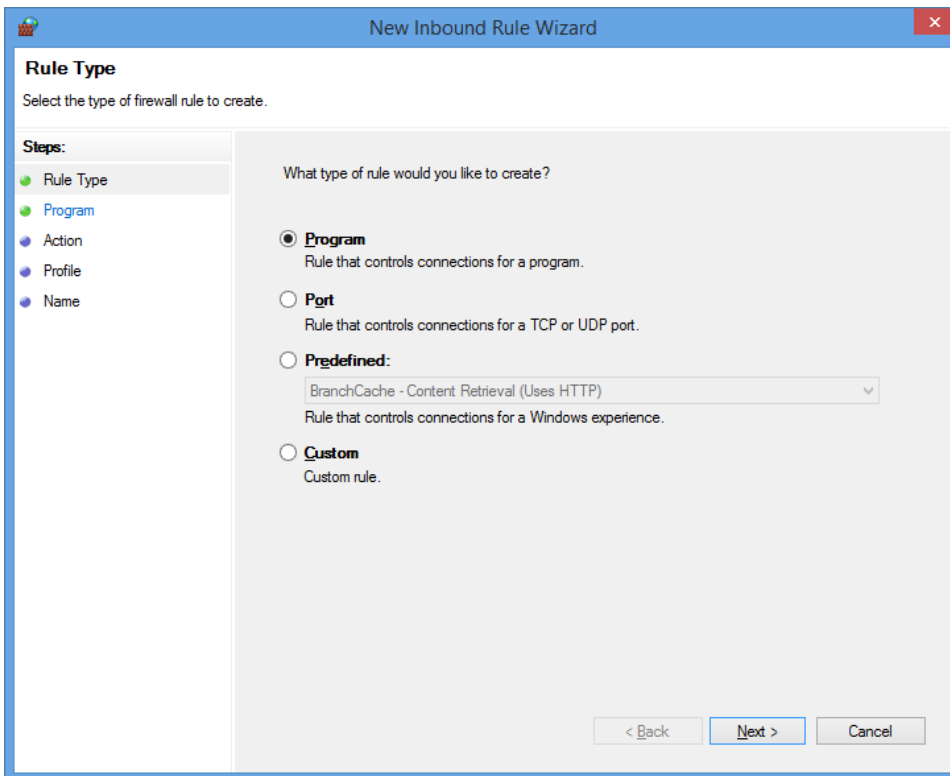 New Inbound Rule Wizard
Rule Type
Select the type of firewall rule to create.
Steps:
Rule Type
Program
Action
Profile
Name
What type of rule would you like to create?
Program
Rule that controls connections for a program.
Port
Rule that controls connections for a TCP or UDP port.
Predefined:
BranchCache - Content Retrieval (Uses HTTP)
Rule that controls connections for a Windows experience.
Custom
Custom rule.
< Back Next > Cancel